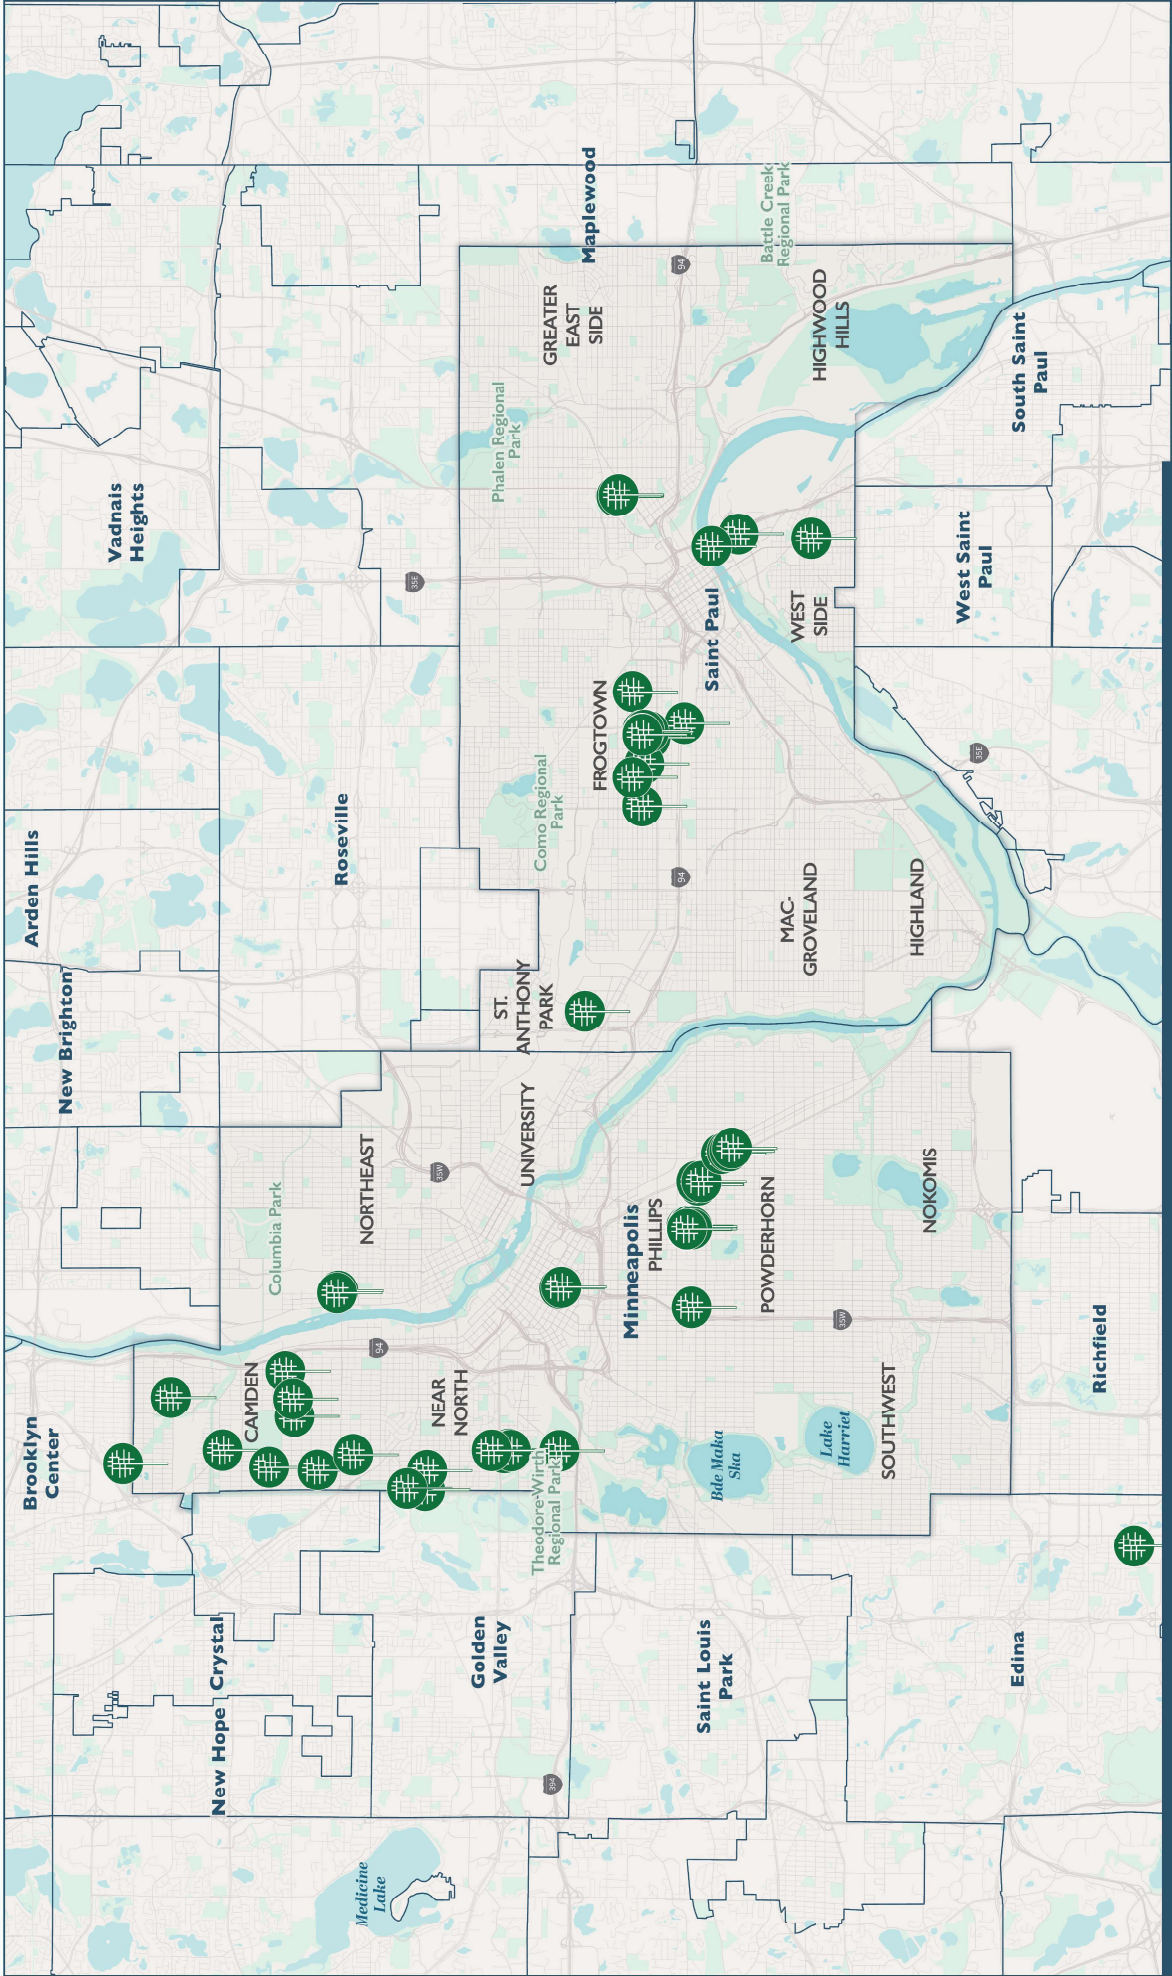 Brooklyn
Center
New Brighton
Arden Hills
Vadnais
Heights
Crystal
New Hope
CAMDEN
Columbia Park
94
NORTHEAST
35W
Roseville
35E
Medicine
Lake
Golden
Valley
NEAR
NORTH
Theodore-Wirth
Regional Park
394
UNIVERSITY
ST.
ANTHONY
PARK
Como Regional
Park
Phalen Regional
Park
GREATER
EAST
SIDE
Maplewood
FROGTOWN
Minneapolis
PHILLIPS
94
94
Saint Paul
Saint Louis
Park
Bde Maka
Ska
POWDERHORN
MAC-
GROVELAND
WEST
SIDE
Battle Creek
Regional Park
HIGHWOOD
HILLS
Lake
Harriet
35W
SOUTHWEST
NOKOMIS
HIGHLAND
35E
West Saint
Paul
South Saint
Paul
Edina
Richfield